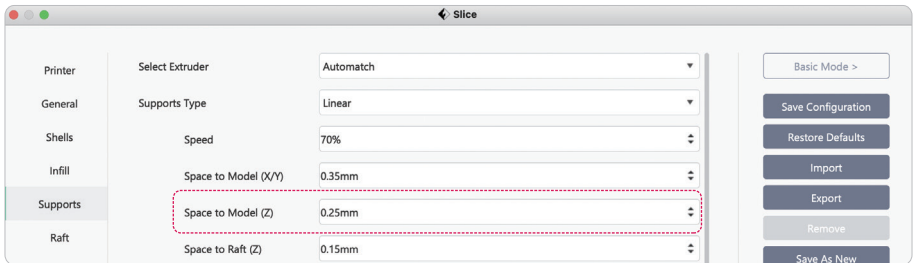 Slice
Printer
General
Shells
Infill
Supports
Raft
Select Extruder
Automatch
Supports Type
Linear
Speed
70%
Space to Model (X/Y)
0.35mm
Space to Model (Z)
0.25mm
Space to Raft (Z)
0.15mm
Basic Mode >
Save Configuration
Restore Defaults
Import
Export
Remove
Save As New